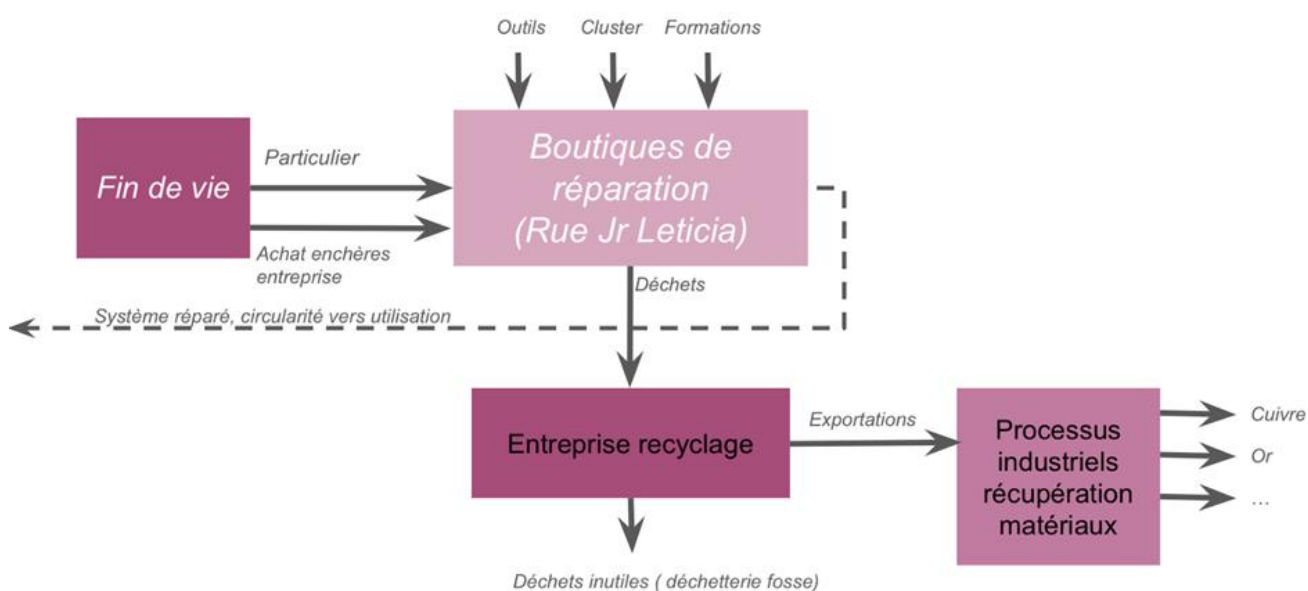 Outils Cluster Formations
Particulier
Fin de vie
Boutiques de
réparation
(Rue Jr Leticia)
Achat enchères
entreprise
Déchets
Système réparé, circularité vers utilisation
Entreprise recyclage
Exportations
Processus
industriels
récupération
matériaux
Cuivre
Or
...
Déchets inutiles ( déchetterie fosse)